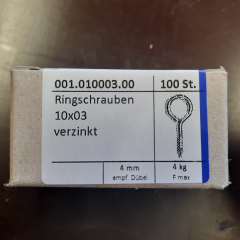 001.010003.00 100 St.
Ringschrauben
10x03
verzinkt
4 mm 4 kg
empf. Dübel F max